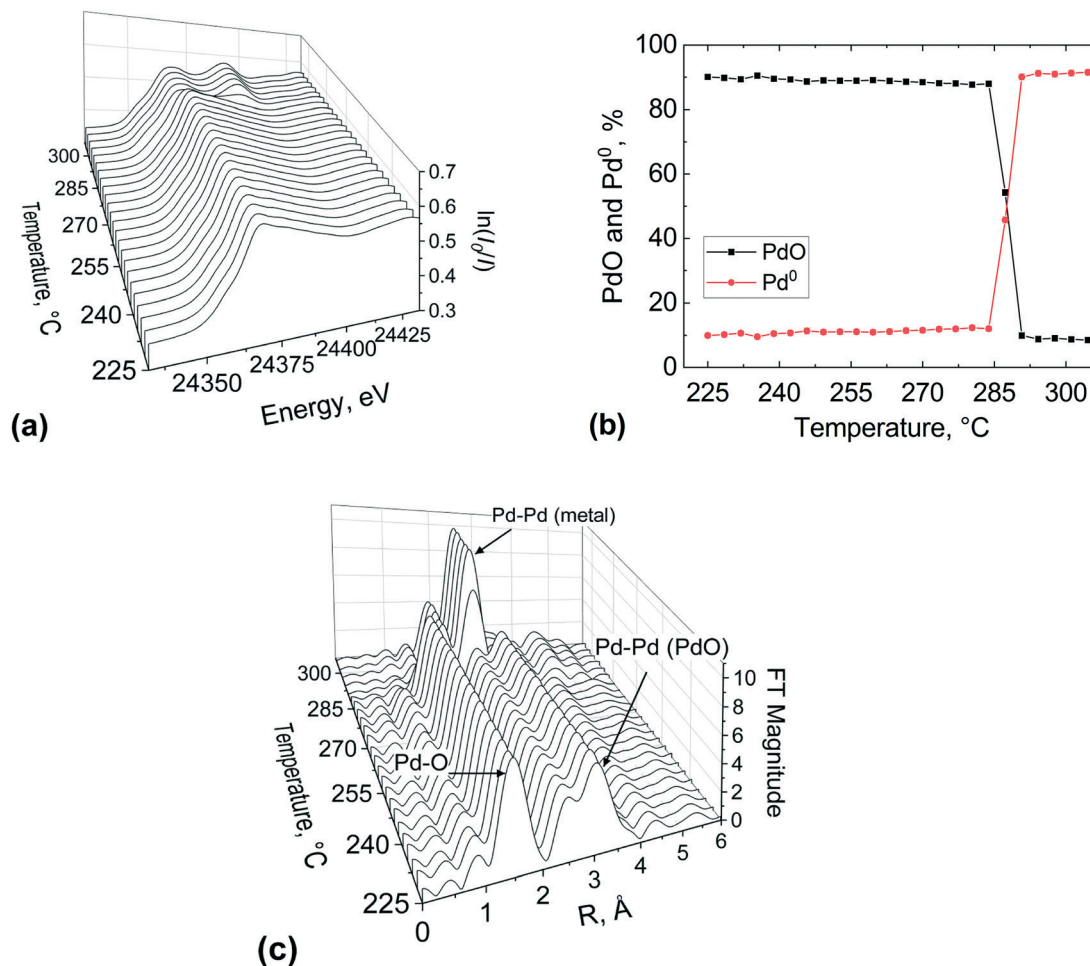 0.7
0.6
0.5
0.4
0.3
ln(I₀/I)
300
285
270
255
240
225
Temperature, °C
24350
24375
24400
24425
Energy, eV
(a)
100
80
60
40
20
0
PdO and Pd⁰, %
PdO
Pd⁰
225 240 255 270 285 300
Temperature, °C
(b)
Pd-Pd (metal)
Pd-Pd (PdO)
Pd-O
10
8
6
4
2
0
FT Magnitude
300
285
270
255
240
225
Temperature, °C
0 1 2 3 4 5 6
R, Å
(c)